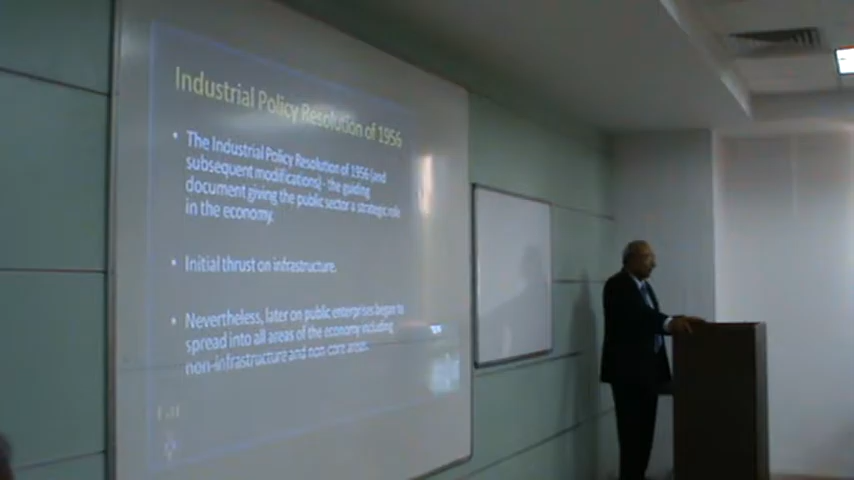 Industrial Policy Resolution of 1956
• The Industrial Policy Resolution of 1956 (and
subsequent modifications) - the guiding
document giving the public sector a strategic role
in the economy.
• Initial thrust on infrastructure.
• Nevertheless, later on public enterprises began to
spread into all areas of the economy including
non-infrastructure and non core areas.